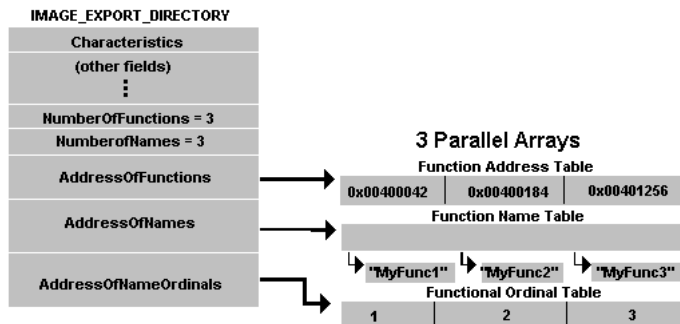 IMAGE_EXPORT_DIRECTORY
Characteristics
(other fields)
NumberOfFunctions = 3
NumberofNames = 3
AddressOfFunctions
AddressOfNames
AddressOfNameOrdinals
3 Parallel Arrays
Function Address Table
0x00400042 0x00400184 0x00401256
Function Name Table
"MyFunc1" "MyFunc2" "MyFunc3"
Functional Ordinal Table
1 2 3